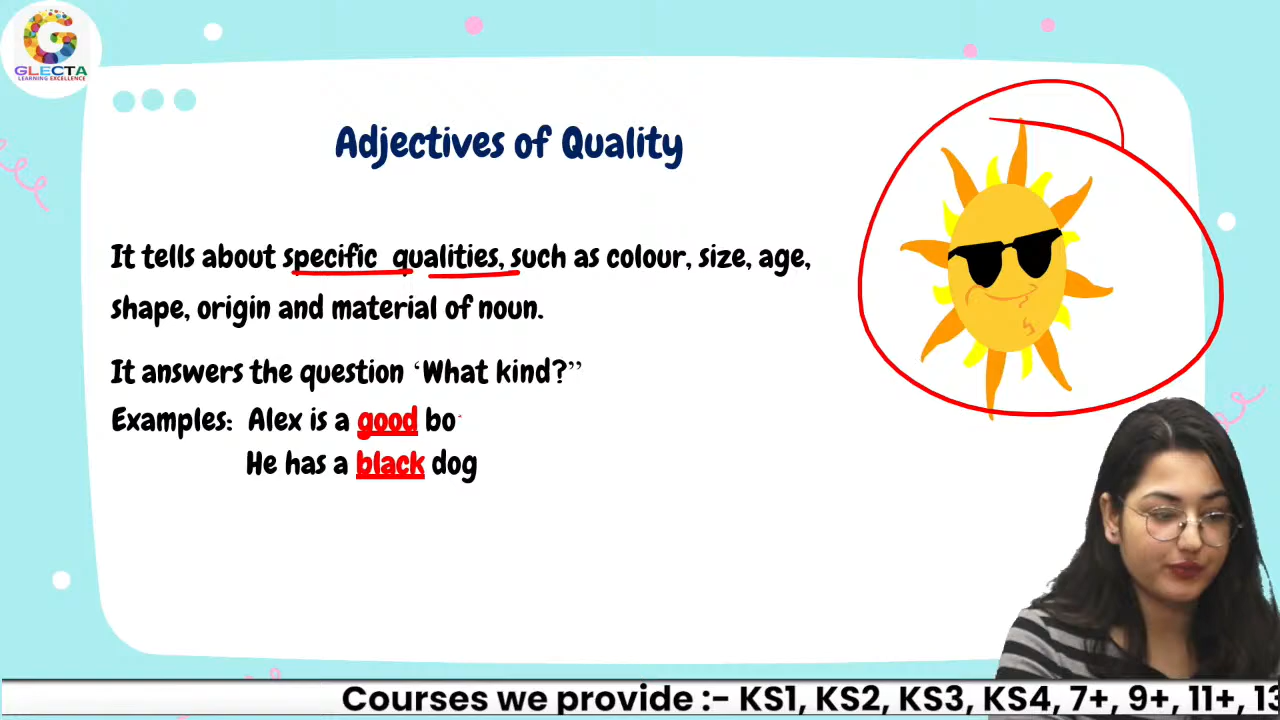 GLECTA
LEARNING EXCELLENCE
Adjectives of Quality
It tells about specific qualities, such as colour, size, age,
shape, origin and material of noun.
It answers the question ‘What kind?”
Examples: Alex is a good bo
He has a black dog
Courses we provide :- KS1, KS2, KS3, KS4, 7+, 9+, 11+, 13